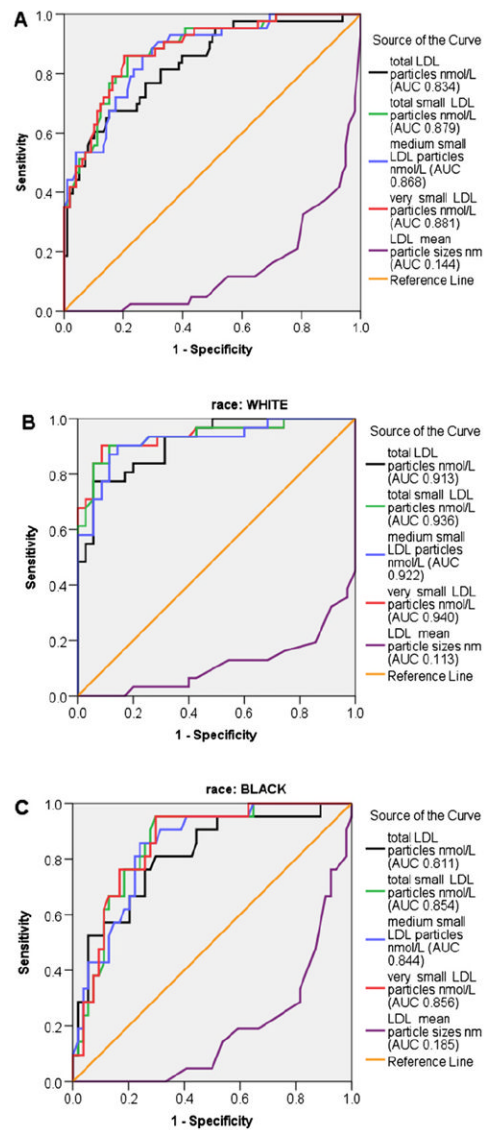 A
Source of the Curve
total LDL
particles nmol/L
(AUC 0.834)
total small LDL
particles nmol/L
(AUC 0.879)
medium small
LDL particles
nmol/L (AUC
0.868)
very small LDL
particles nmol/L
(AUC 0.881)
LDL mean
particle sizes nm
(AUC 0.144)
Reference Line
Sensitivity
1.0
0.8
0.6
0.4
0.2
0.0
0.0 0.2 0.4 0.6 0.8 1.0
1 - Specificity
B
race: WHITE
Source of the Curve
total LDL
particles nmol/L
(AUC 0.913)
total small LDL
particles nmol/L
(AUC 0.936)
medium small
LDL particles
nmol/L (AUC
0.922)
very small LDL
particles nmol/L
(AUC 0.940)
LDL mean
particle sizes nm
(AUC 0.113)
Reference Line
Sensitivity
1.0
0.8
0.6
0.4
0.2
0.0
0.0 0.2 0.4 0.6 0.8 1.0
1 - Specificity
C
race: BLACK
Source of the Curve
total LDL
particles nmol/L
(AUC 0.811)
total small LDL
particles nmol/L
(AUC 0.854)
medium small
LDL particles
nmol/L (AUC
0.844)
very small LDL
particles nmol/L
(AUC 0.856)
LDL mean
particle sizes nm
(AUC 0.185)
Reference Line
Sensitivity
1.0
0.8
0.6
0.4
0.2
0.0
0.0 0.2 0.4 0.6 0.8 1.0
1 - Specificity